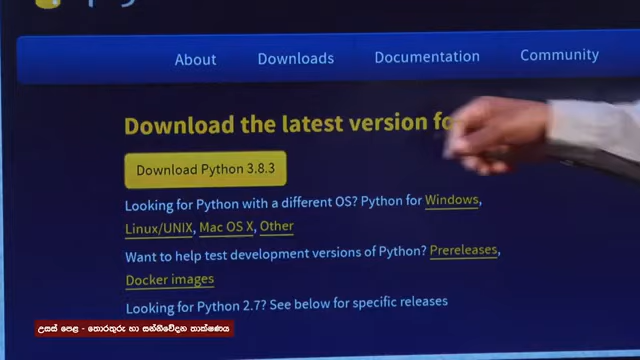 About Downloads Documentation Community
Download the latest version fo
Download Python 3.8.3
Looking for Python with a different OS? Python for Windows,
Linux/UNIX, Mac OS X, Other
Want to help test development versions of Python? Prereleases,
Docker images
Looking for Python 2.7? See below for specific releases
උසස් පෙළ - තොරතුරු හා සන්නිවේදන තාක්ෂණය